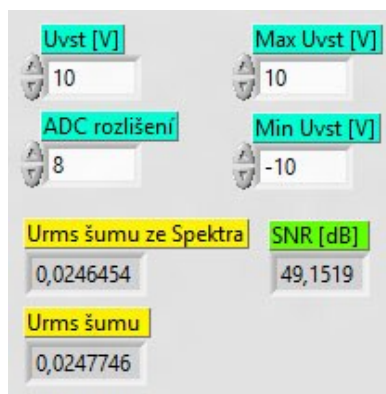 Uvst [V]
10
Max Uvst [V]
10
ADC rozlišení
8
Min Uvst [V]
-10
Urms šumu ze Spektra
0,0246454
SNR [dB]
49,1519
Urms šumu
0,0247746